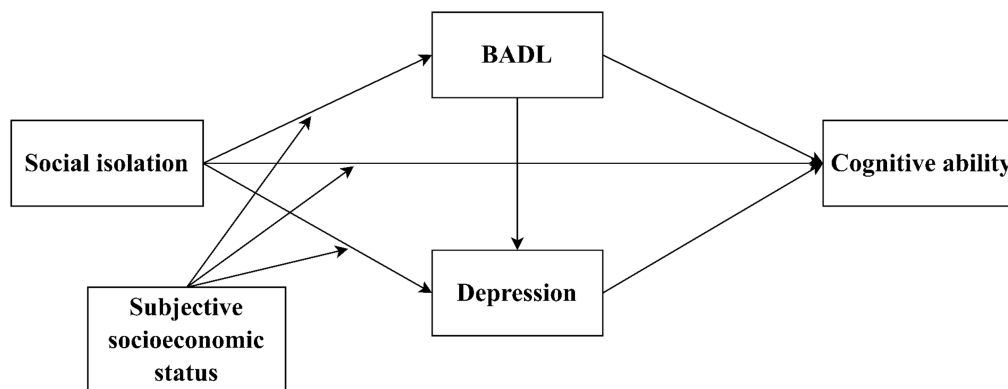 BADL
Social isolation
Cognitive ability
Depression
Subjective
socioeconomic
status